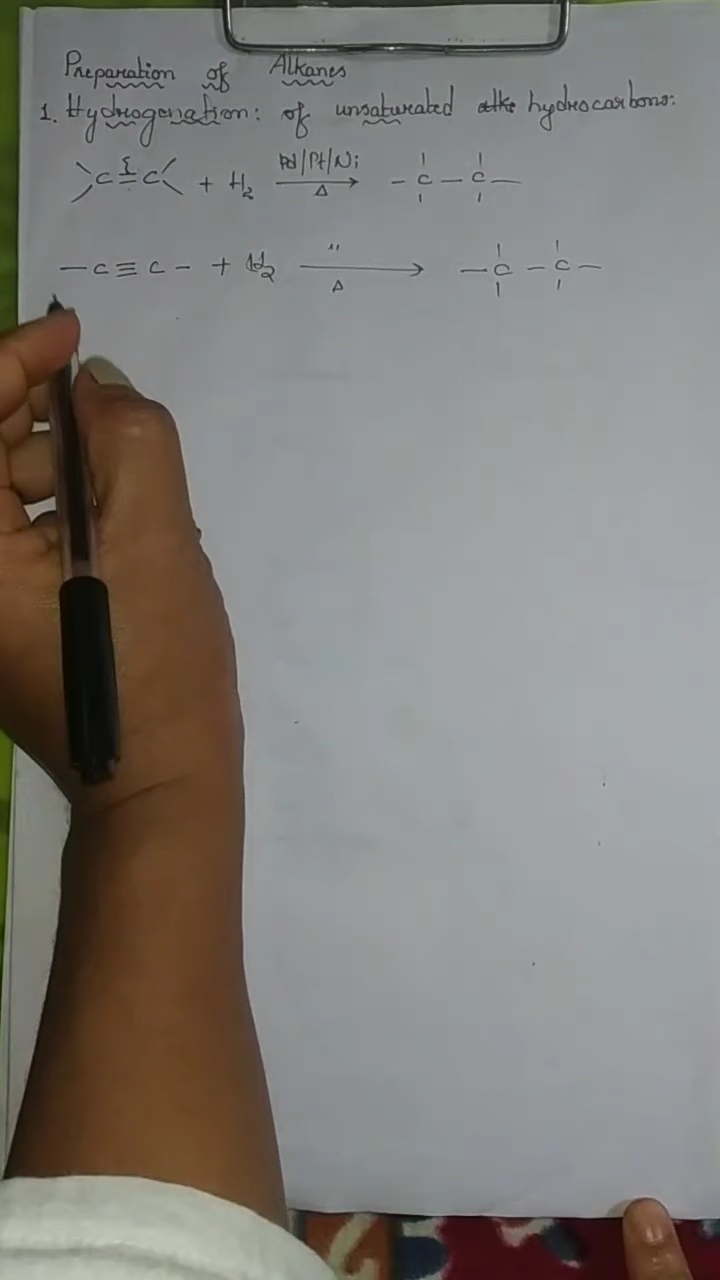 Preparation of Alkanes
1. Hydrogenation: of unsaturated hydrocarbons:
>C=C< + H₂ Pd/Pt/Ni Δ → -C-C-
-C≡C- + H₂ " Δ → -C-C-